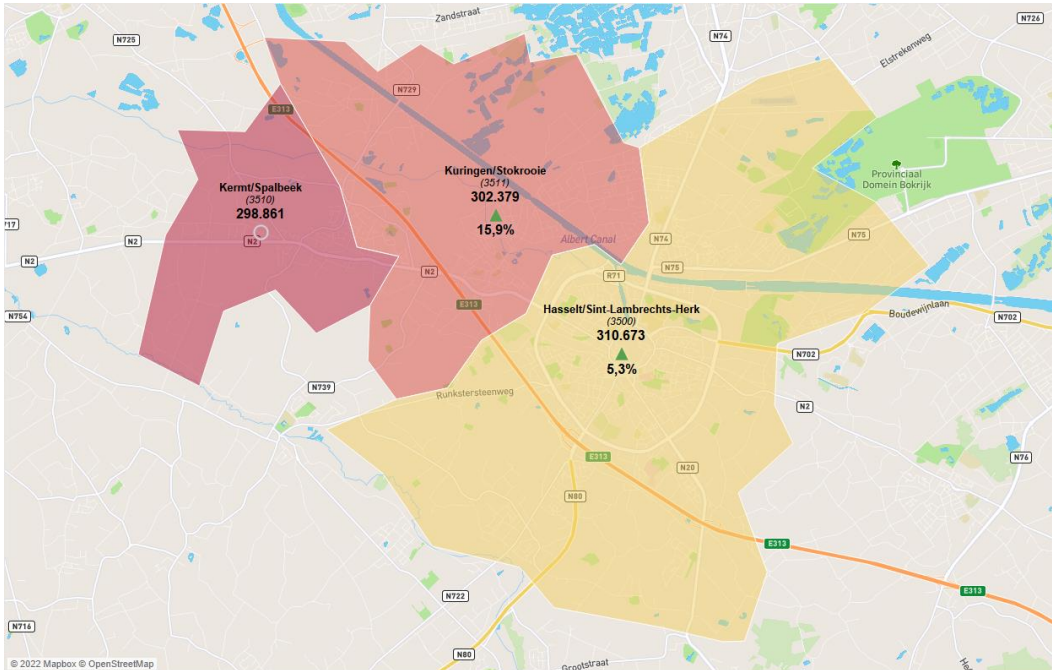 Zandstraat
N726
N725
N74
Elstrekenweg
N729
E313
Kuringen/Stokrooie
(3511)
302.379
15,9%
Kermt/Spalbeek
(3510)
298.861
Provinciaal
Domein Bokrijk
717
N2
N2
Albert Canal
N74
N75
N2
R71
N75
E313
Hasselt/Sint-Lambrechts-Herk
(3500)
310.673
5,3%
Boudewijnlaan
N754
N702
N702
N739
Runkstersteenweg
N2
E313
N20
N76
N80
E313
E313
N722
N716
N80
Grootstraat
He
© 2022 Mapbox © OpenStreetMap